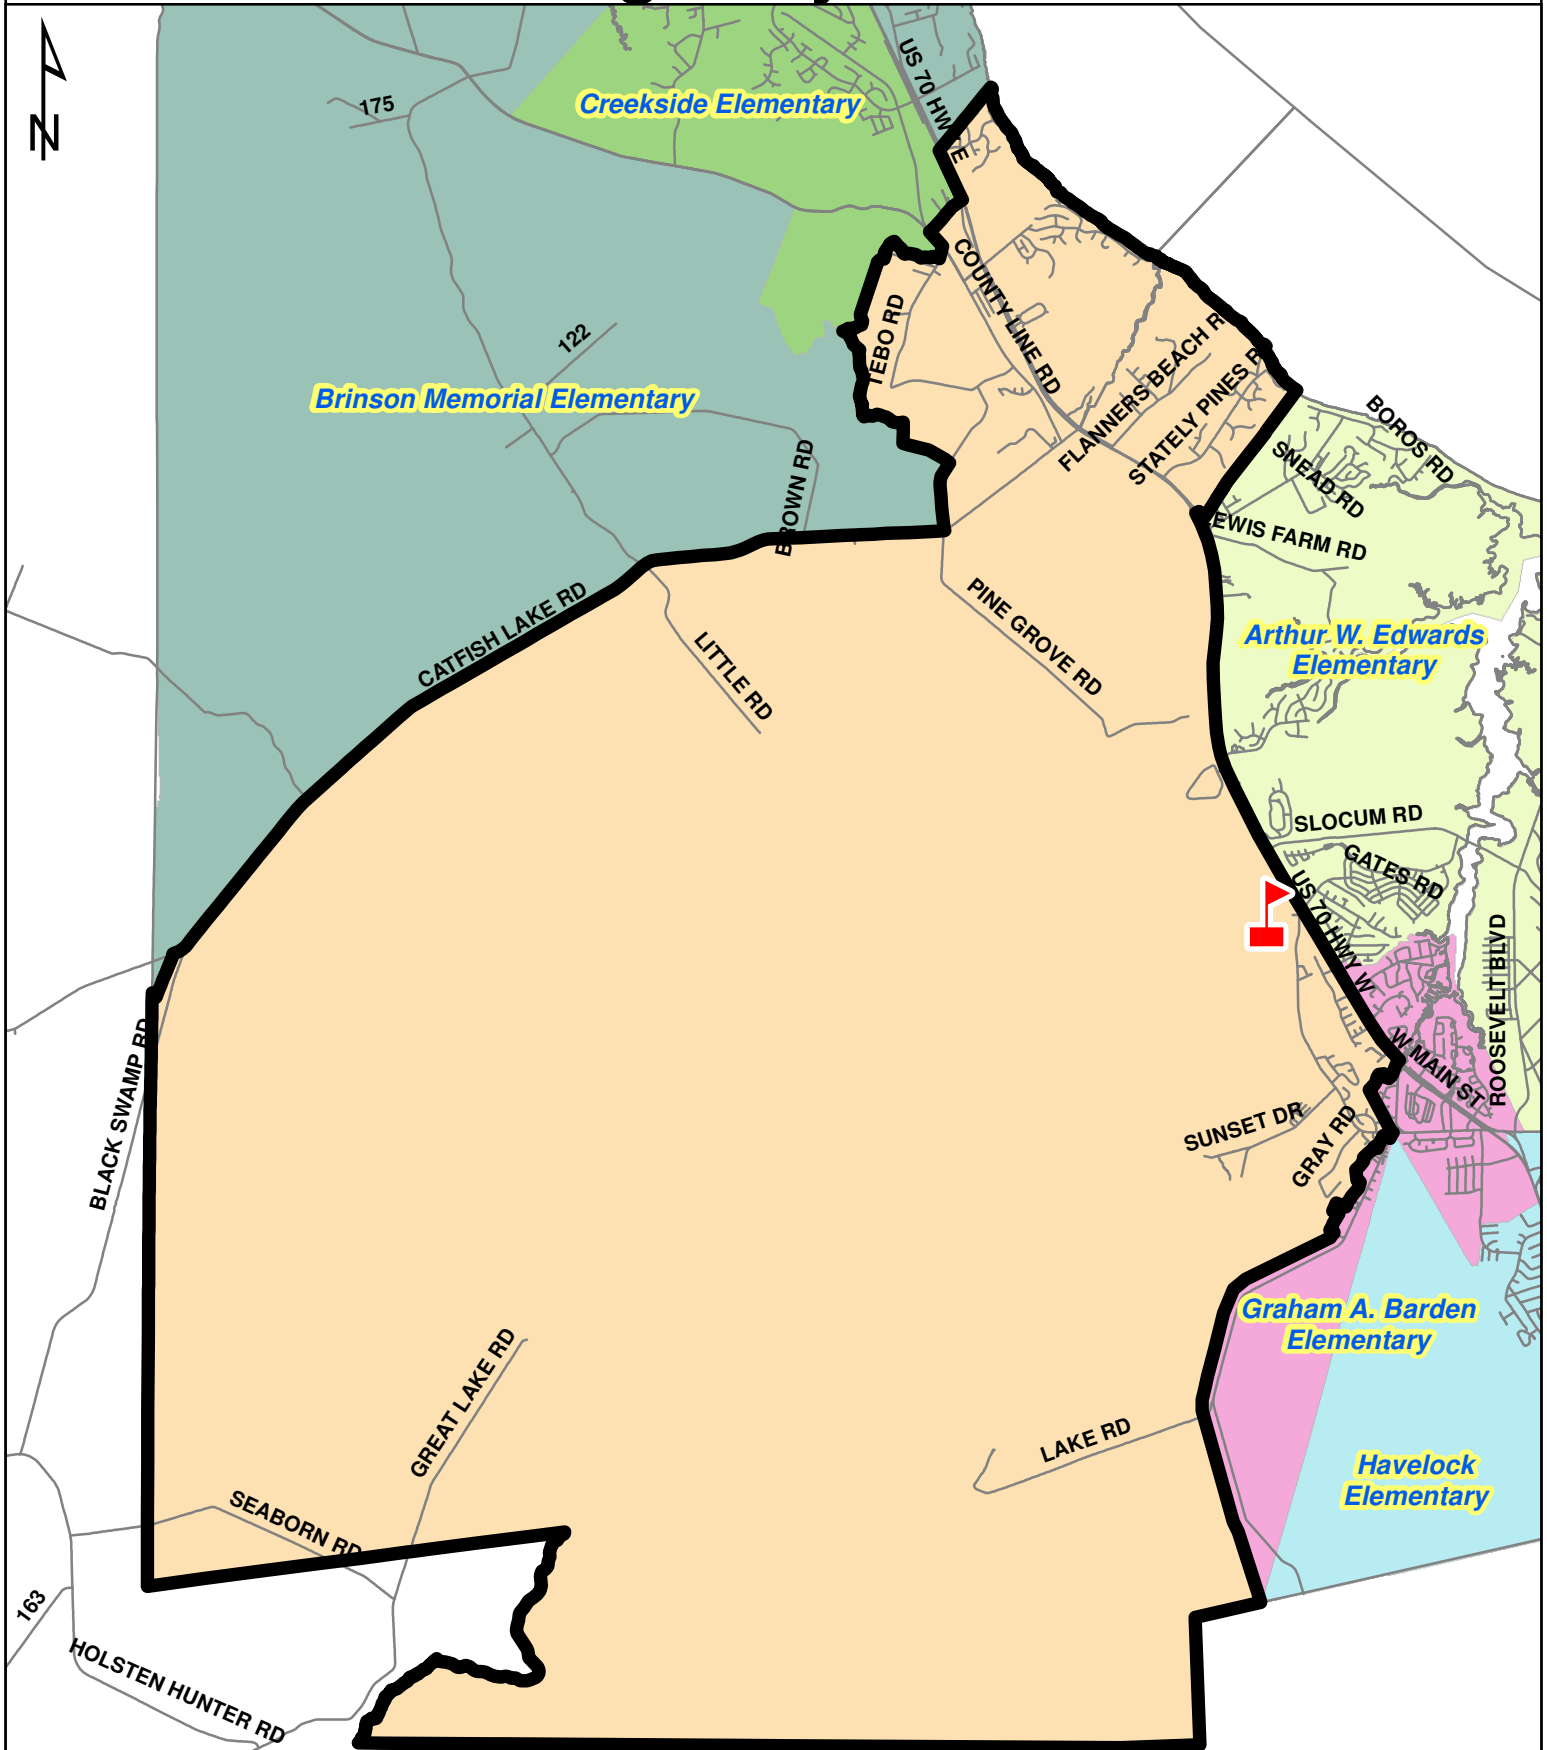 N
US 70 HWY E
175
Creekside Elementary
COUNTY LINE RD
TEBO RD
122
FLANNERS BEACH R
STATELY PINES R
Brinson Memorial Elementary
BOROS RD
SNEAD RD
BROWN RD
EWIS FARM RD
CATFISH LAKE RD
PINE GROVE RD
LITTLE RD
Arthur W. Edwards
Elementary
SLOCUM RD
GATES RD
US 70 HWY W
ROOSEVELT BLVD
BLACK SWAMP RD
W MAIN ST
SUNSET DR
GRAY RD
Graham A. Barden
Elementary
GREAT LAKE RD
LAKE RD
Havelock
Elementary
SEABORN RD
163
HOLSTEN HUNTER RD